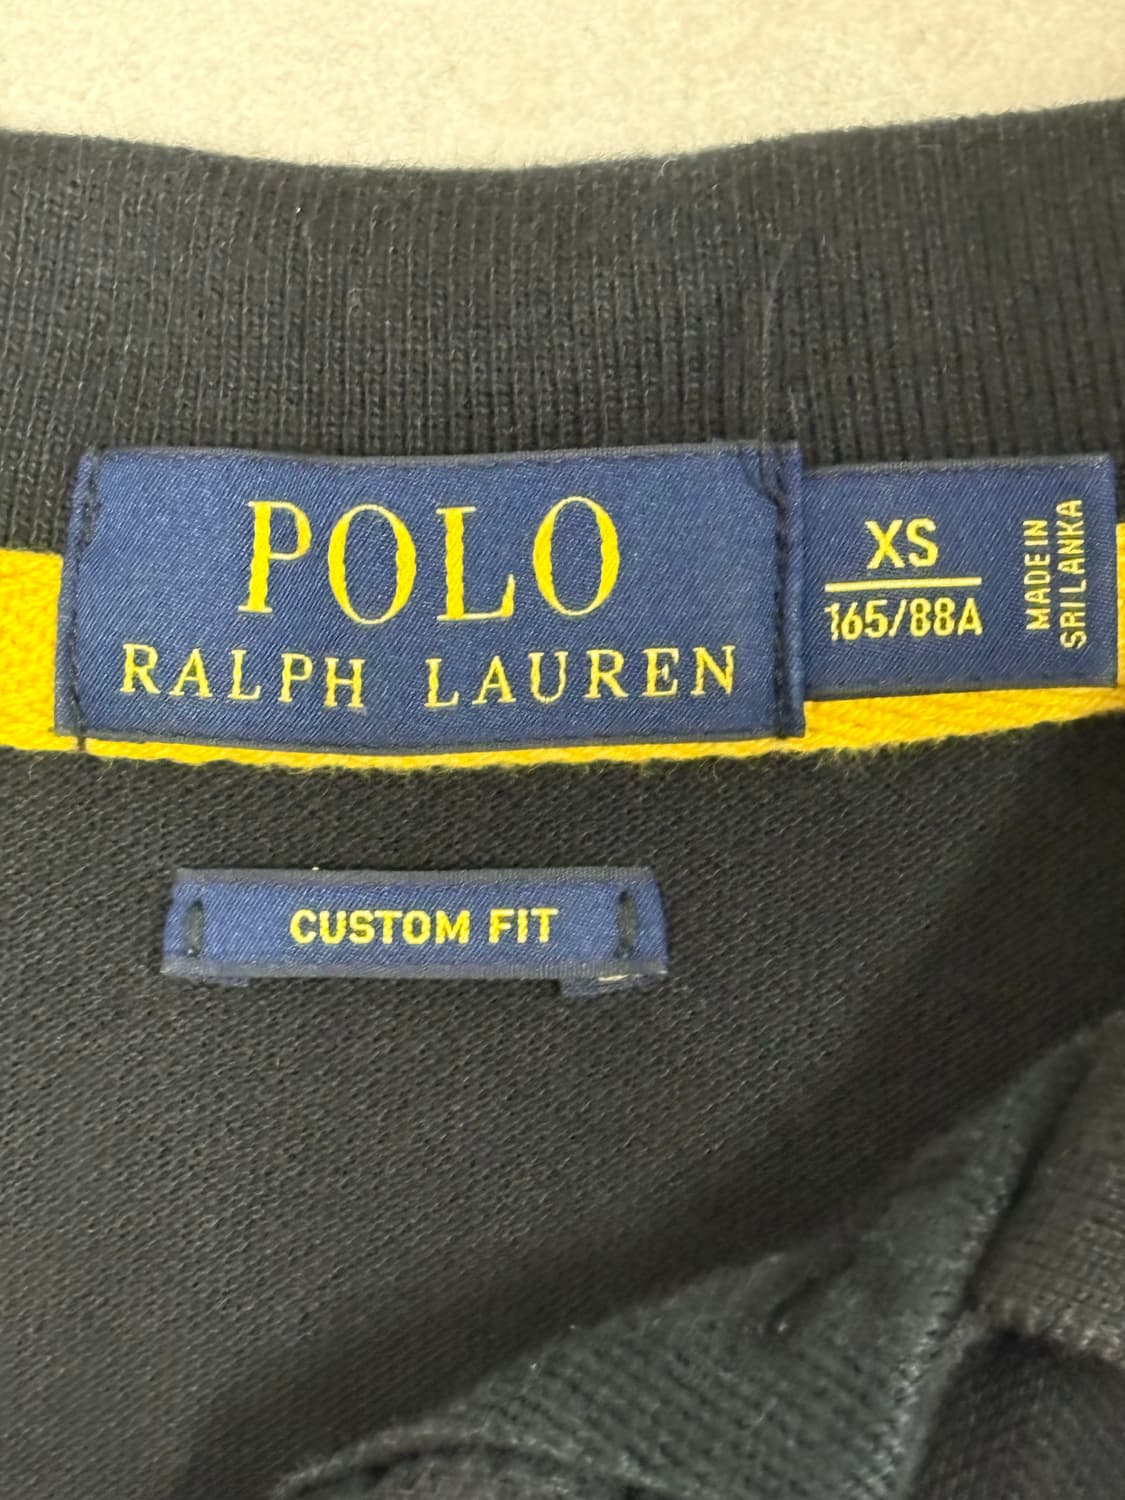 POLO
RALPH LAUREN
XS
165/88A
MADE IN
SRI LANKA
CUSTOM FIT